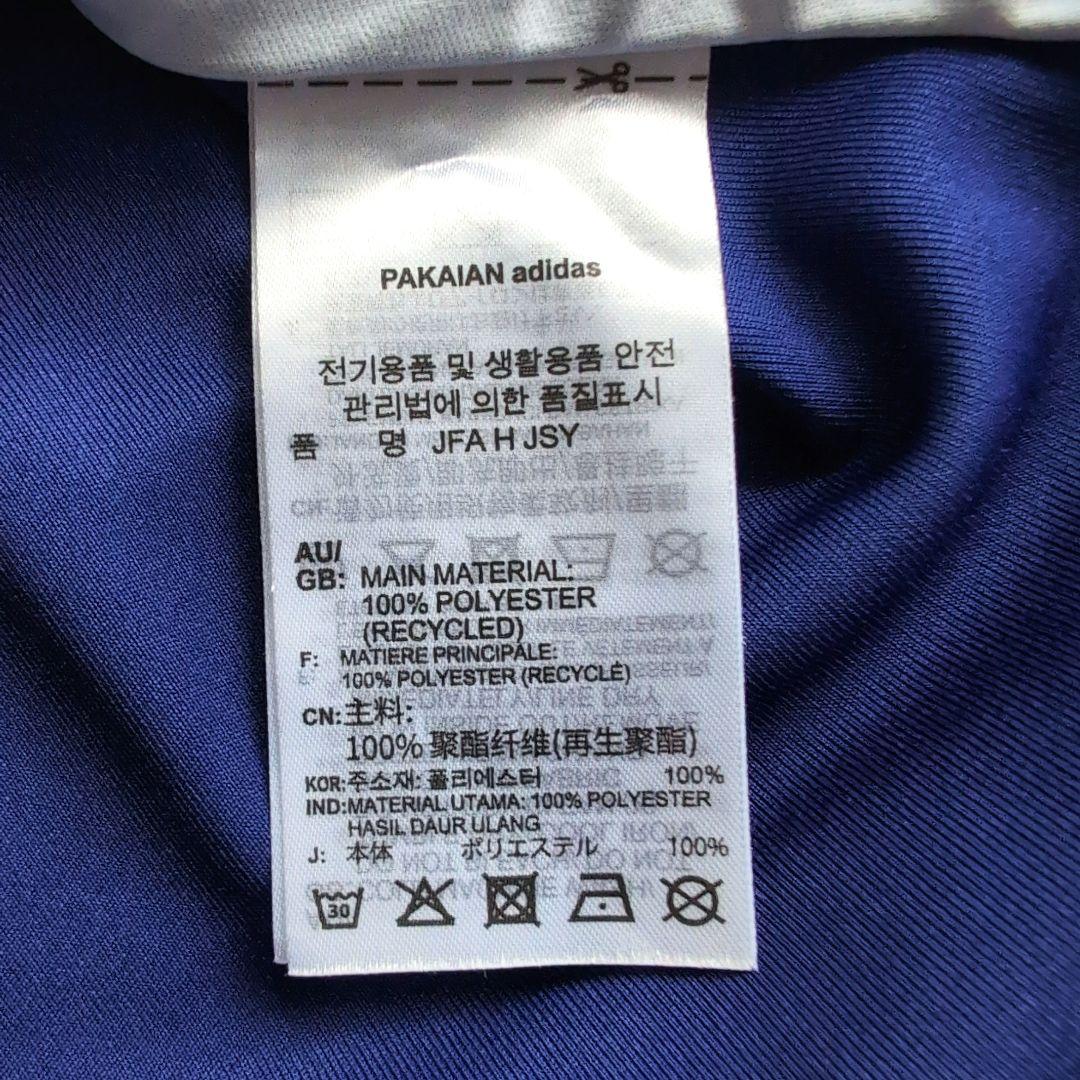 PAKAIAN adidas
전기용품 및 생활용품 안전
관리법에 의한 품질표시
품 명 JFA H JSY
AU/
GB: MAIN MATERIAL:
100% POLYESTER
(RECYCLED)
F: MATIERE PRINCIPALE:
100% POLYESTER (RECYCLÉ)
CN: 主料:
100% 聚酯纤维(再生聚酯)
KOR: 주소재: 폴리에스터 100%
IND: MATERIAL UTAMA: 100% POLYESTER
HASIL DAUR ULANG
J: 本体 ポリエステル 100%
30